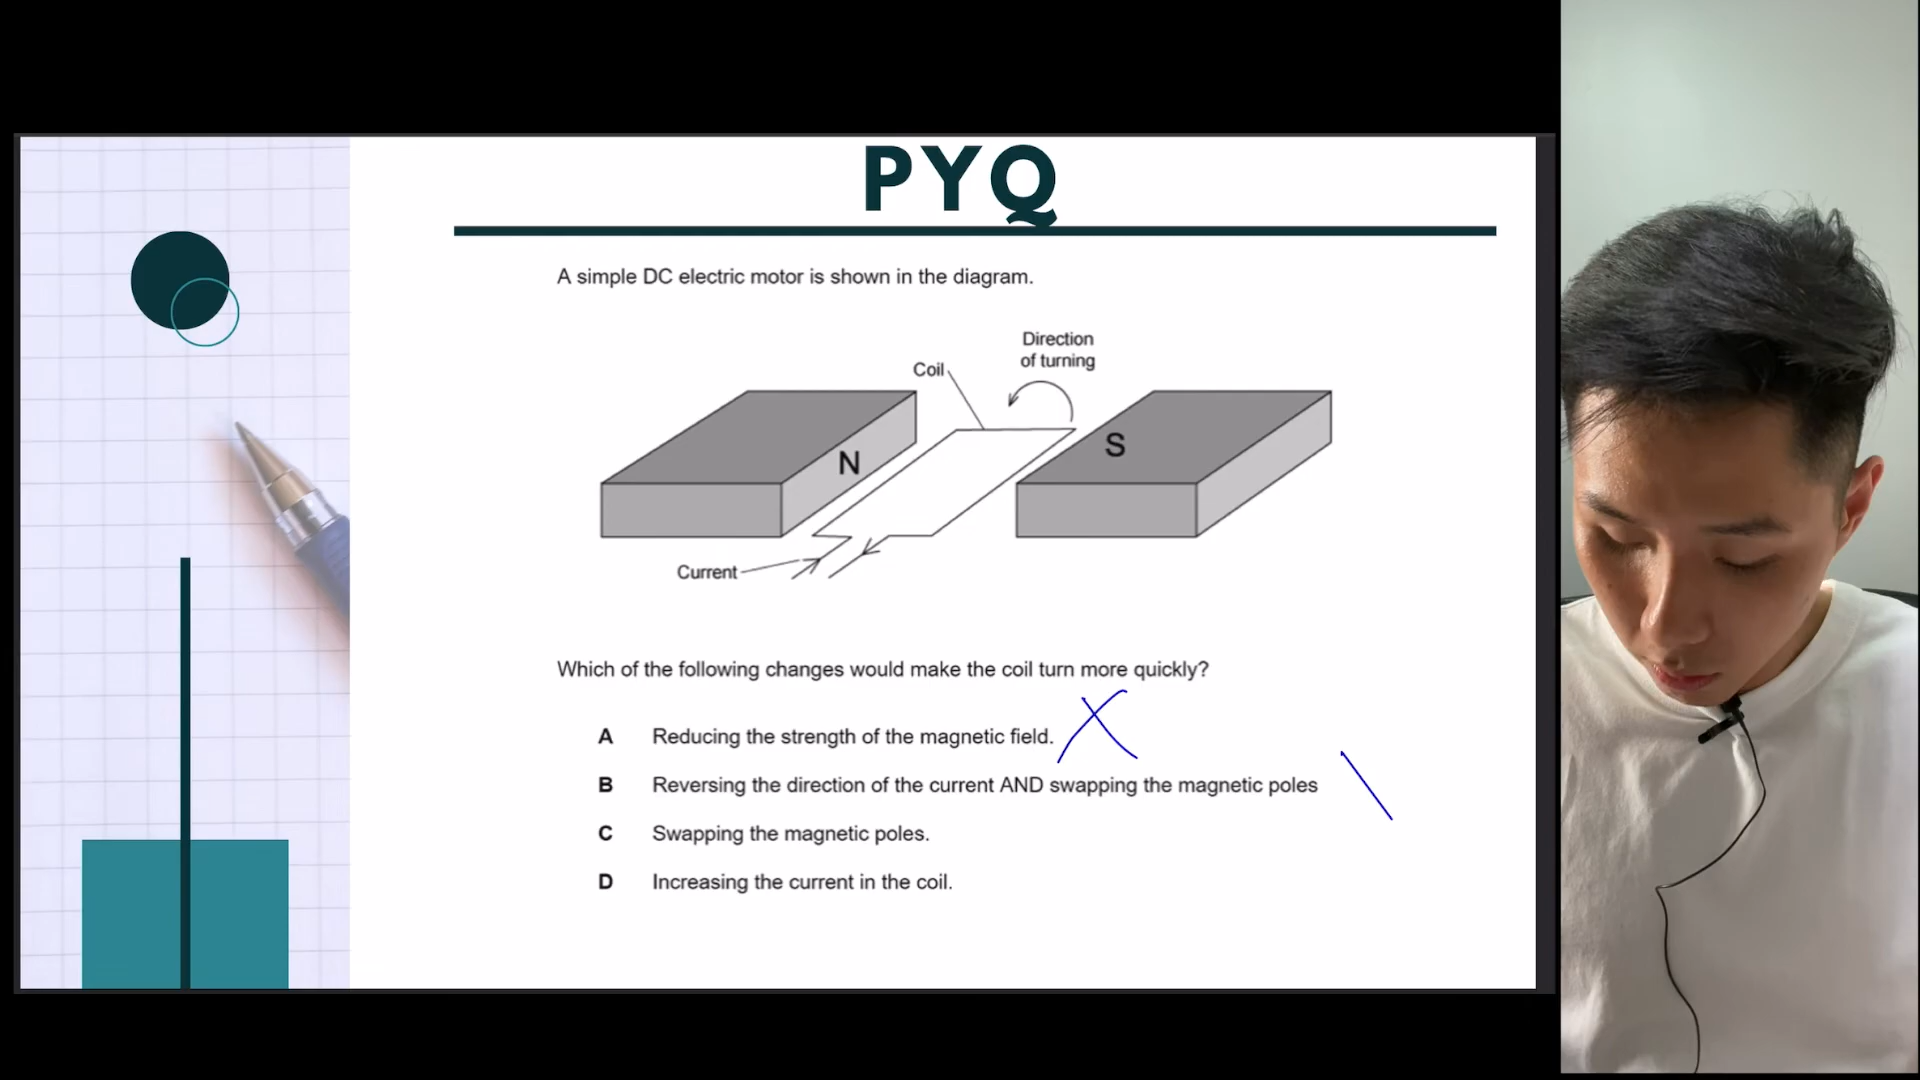 PYQ
A simple DC electric motor is shown in the diagram.
Direction
of turning
Coil
N
S
Current
Which of the following changes would make the coil turn more quickly?
A Reducing the strength of the magnetic field.
B Reversing the direction of the current AND swapping the magnetic poles
C Swapping the magnetic poles.
D Increasing the current in the coil.